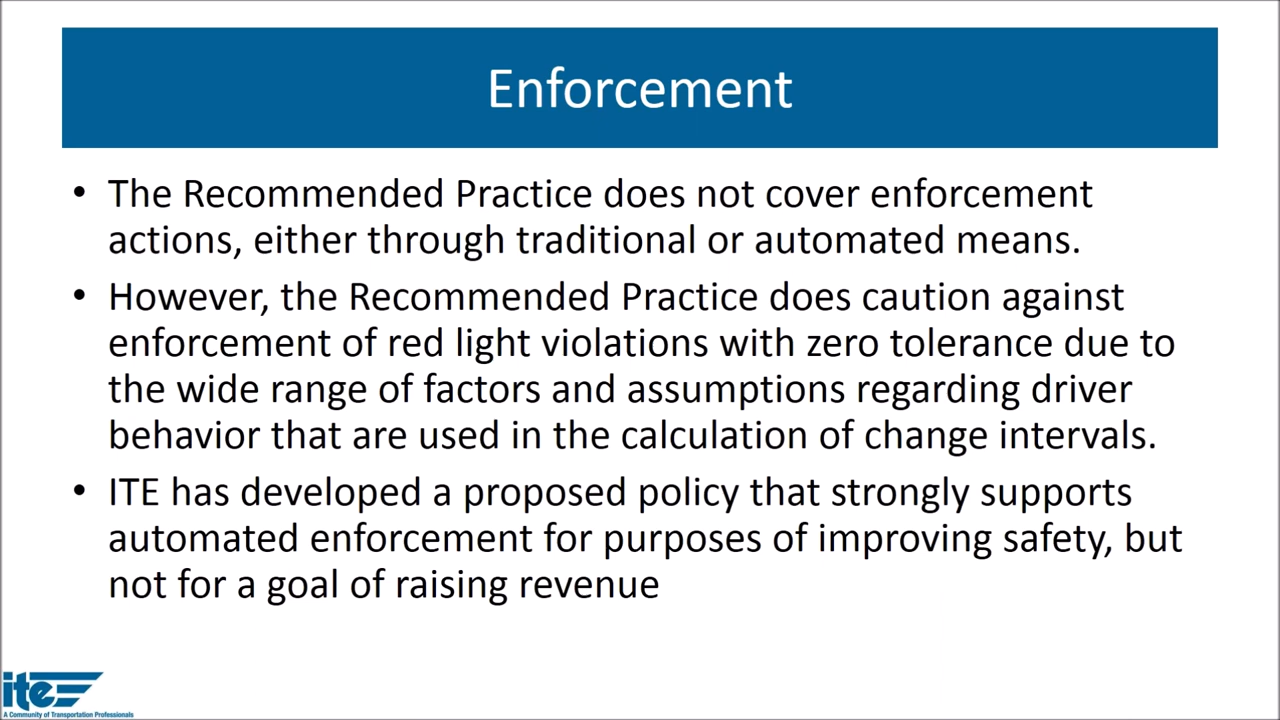 Enforcement
• The Recommended Practice does not cover enforcement
actions, either through traditional or automated means.
• However, the Recommended Practice does caution against
enforcement of red light violations with zero tolerance due to
the wide range of factors and assumptions regarding driver
behavior that are used in the calculation of change intervals.
• ITE has developed a proposed policy that strongly supports
automated enforcement for purposes of improving safety, but
not for a goal of raising revenue
ite
A Community of Transportation Professionals